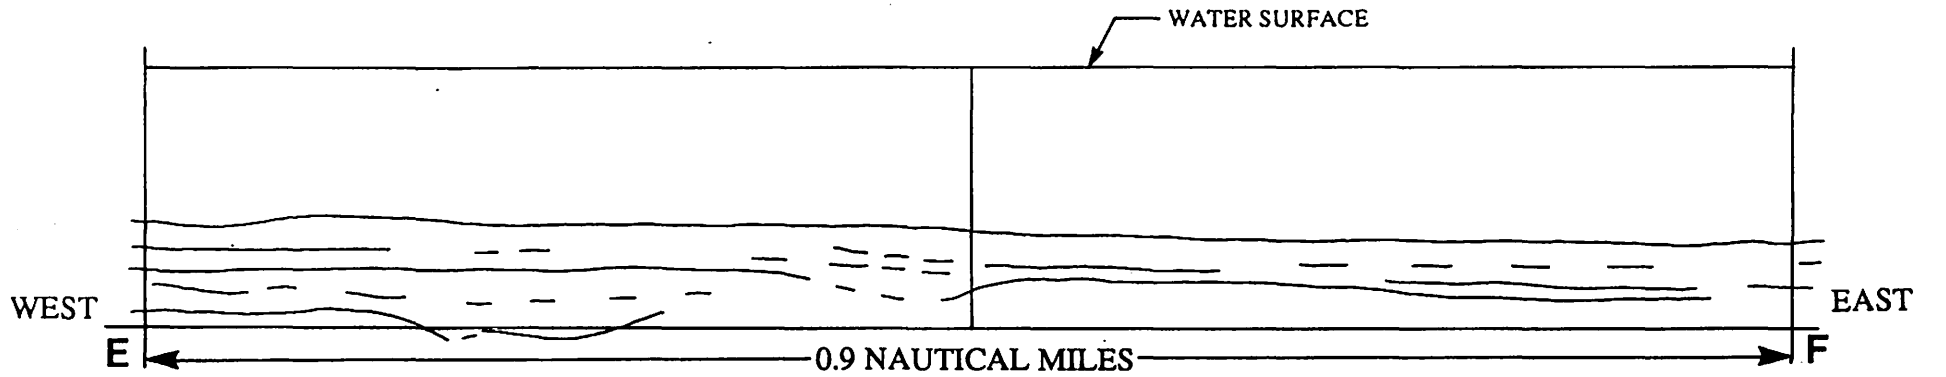 WATER SURFACE
WEST
EAST
E
0.9 NAUTICAL MILES
F